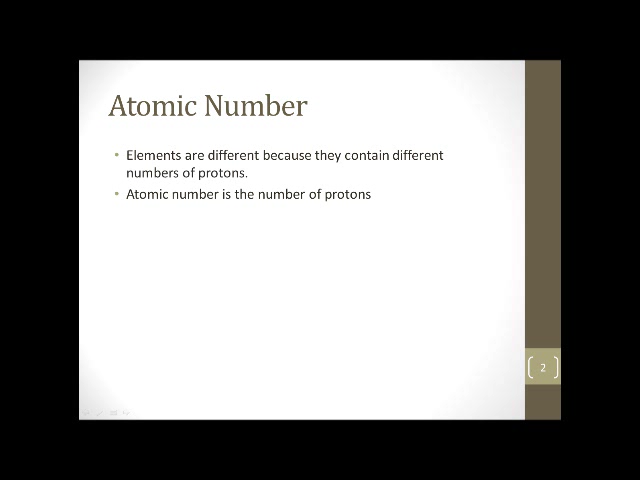 Atomic Number
• Elements are different because they contain different
numbers of protons.
• Atomic number is the number of protons
2